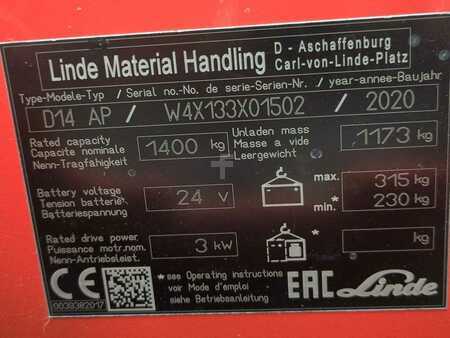 Linde Material Handling D - Aschaffenburg
Carl-von-Linde-Platz
Type-Modele-Typ / Serial no.-No. de serie-Serien-Nr. / year-annee-Baujahr
D14 AP / W4X133X01502 / 2020
Rated capacity
Capacite nominale
Nenn-Tragfähigkeit
1400 kg
Unladen mass
Masse a vide
Leergewicht
1173 kg
Battery voltage
Tension batterie
Batteriespannung
24 V
max. 315 kg
min.* 230 kg
Rated drive power
Puissance motr.nom.
Nenn-Antriebsleist.
3 kW
* kg
CE
0039382017
* see Operating instructions
voir Mode d'emploi
siehe Betriebsanleitung
EAC Linde